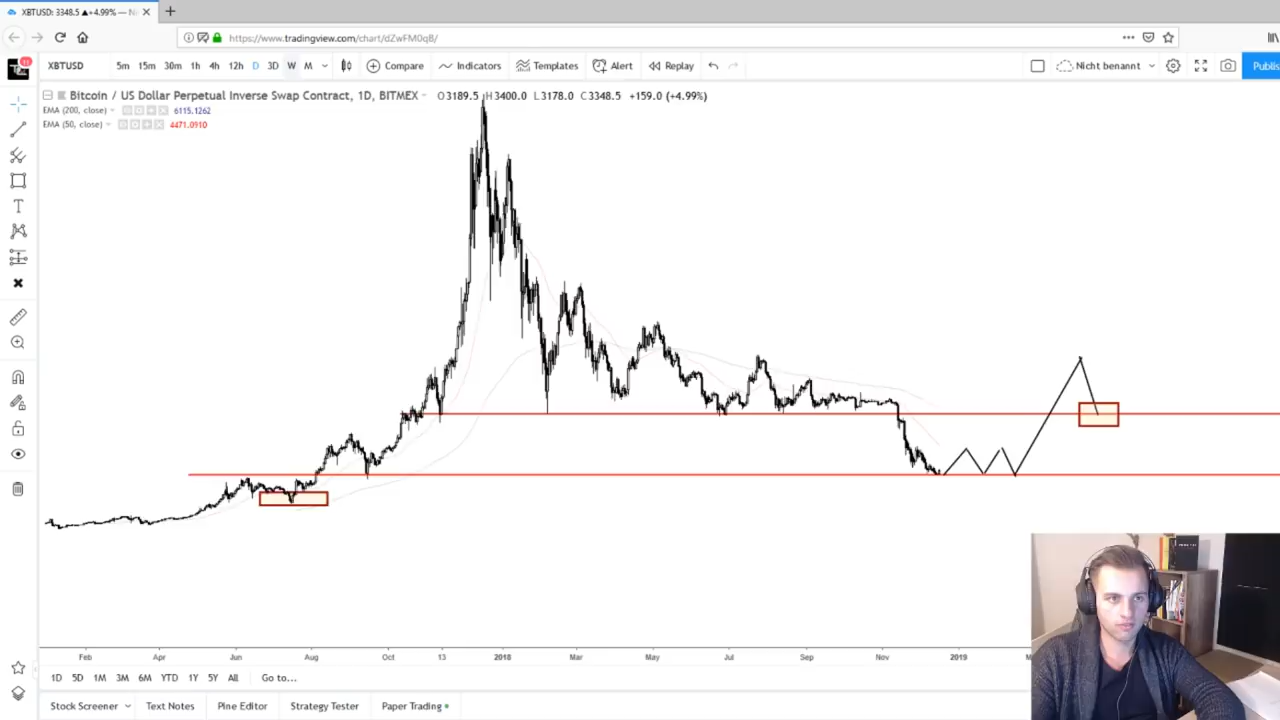 XBTUSD: 3348.5 ▲+4.99% —
https://www.tradingview.com/chart/dZwFM0qB/
11
XBTUSD 5m 15m 30m 1h 4h 12h D 3D W M Compare Indicators Templates Alert Replay Nicht benannt Publis
Bitcoin / US Dollar Perpetual Inverse Swap Contract, 1D, BITMEX O3189.5 H3400.0 L3178.0 C3348.5 +159.0 (+4.99%)
EMA (200, close) 6115.1262
EMA (50, close) 4471.0910
Feb Apr Jun Aug Oct 13 2018 Mar May Jul Sep Nov 2019
1D 5D 1M 3M 6M YTD 1Y 5Y All Go to...
Stock Screener Text Notes Pine Editor Strategy Tester Paper Trading